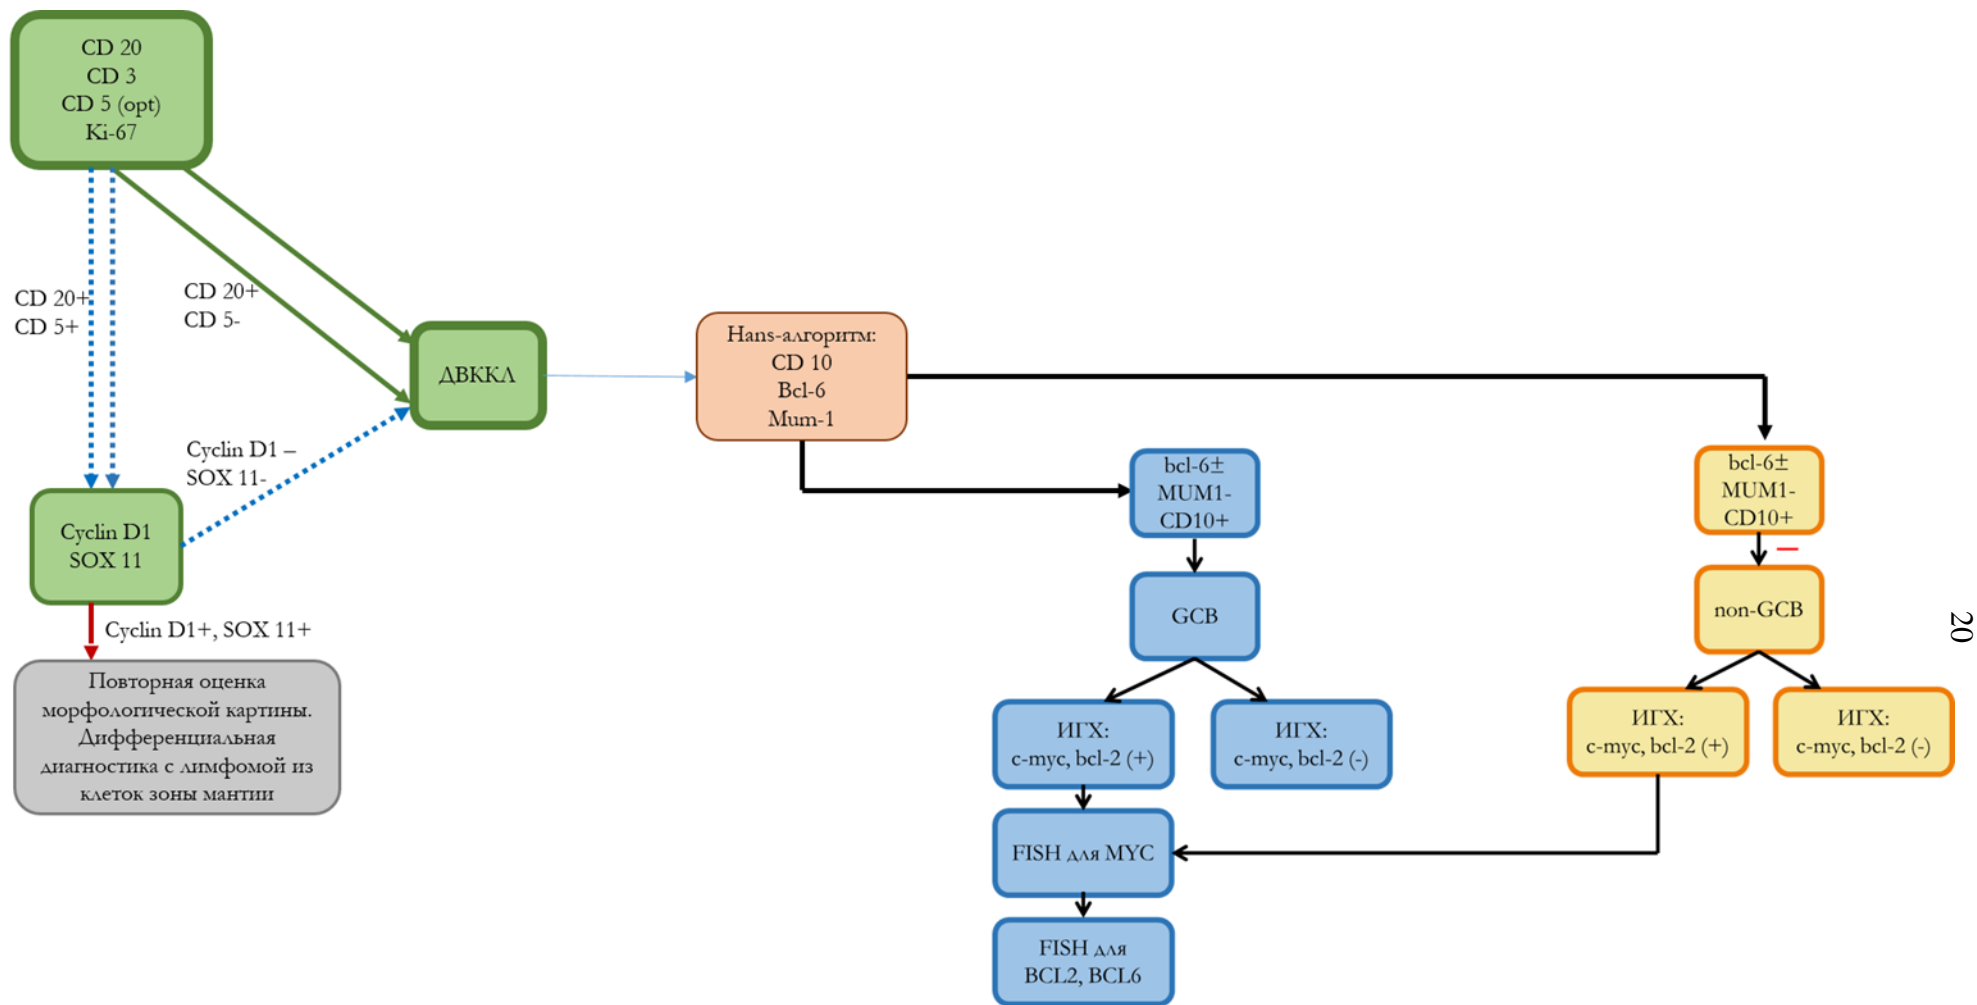 CD 20
CD 3
CD 5 (opt)
Ki-67
CD 20+
CD 5+
CD 20+
CD 5-
ДВККЛ
Hans-алгоритм:
CD 10
Bcl-6
Mum-1
Cyclin D1 –
SOX 11-
Cyclin D1
SOX 11
Cyclin D1+, SOX 11+
Повторная оценка
морфологической картины.
Дифференциальная
диагностика с лимфомой из
клеток зоны мантии
bcl-6±
MUM1-
CD10+
GCB
ИГХ:
c-myc, bcl-2 (+)
ИГХ:
c-myc, bcl-2 (-)
FISH для MYC
FISH для
BCL2, BCL6
bcl-6±
MUM1-
CD10+
non-GCB
ИГХ:
c-myc, bcl-2 (+)
ИГХ:
c-myc, bcl-2 (-)
20